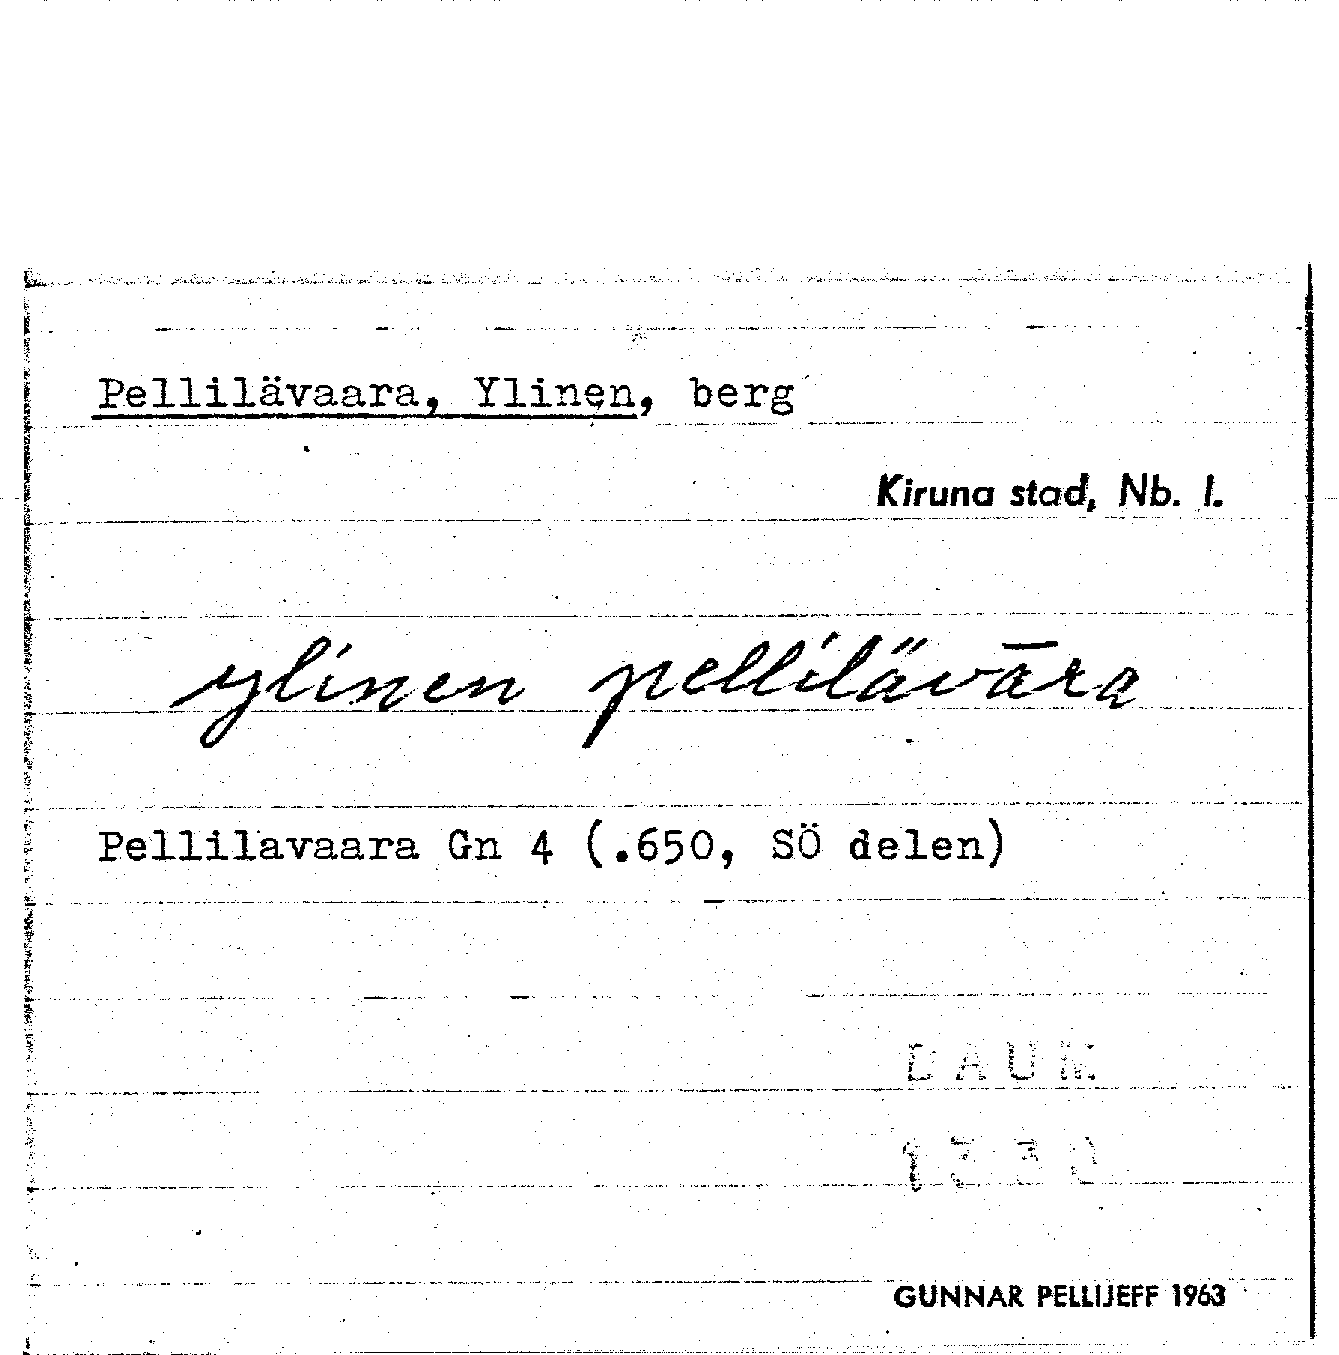 Pellilävaara, Ylinen, berg
Kiruna stad, Nb. l.
ylinen pellilävāra
Pellilavaara Gn 4 (.650, SÖ delen)
DAUM
GUNNAR PELLIJEFF 1963